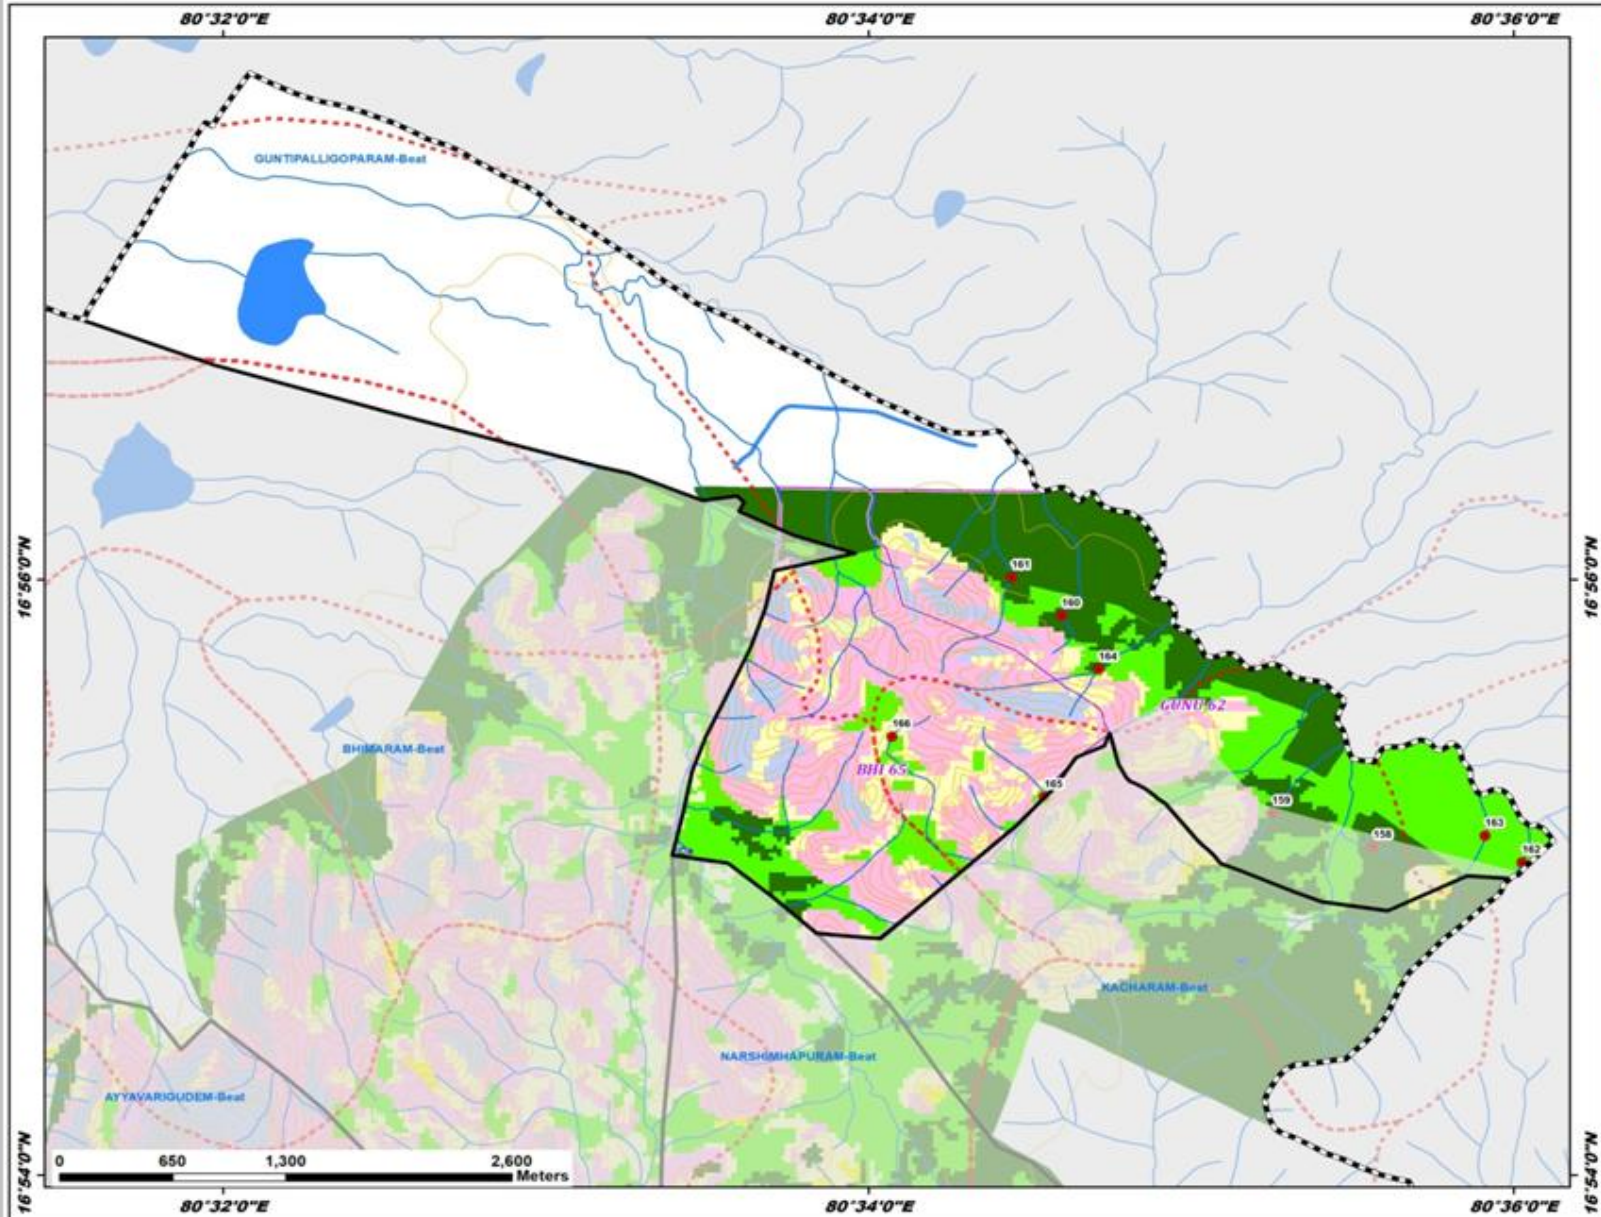 80°32'0"E
80°34'0"E
80°36'0"E
GUNTIPALLIGOPARAM-Beat
16°56'0"N
16°56'0"N
161
160
164
GUNU 62
166
BHIMARAM-Beat
BHI 65
165
159
158
163
162
KACHARAM-Beat
NARSHIMHAPURAM-Beat
AYYAVARIGUDEM-Beat
16°54'0"N
16°54'0"N
0 650 1,300 2,600
Meters
80°32'0"E
80°34'0"E
80°36'0"E